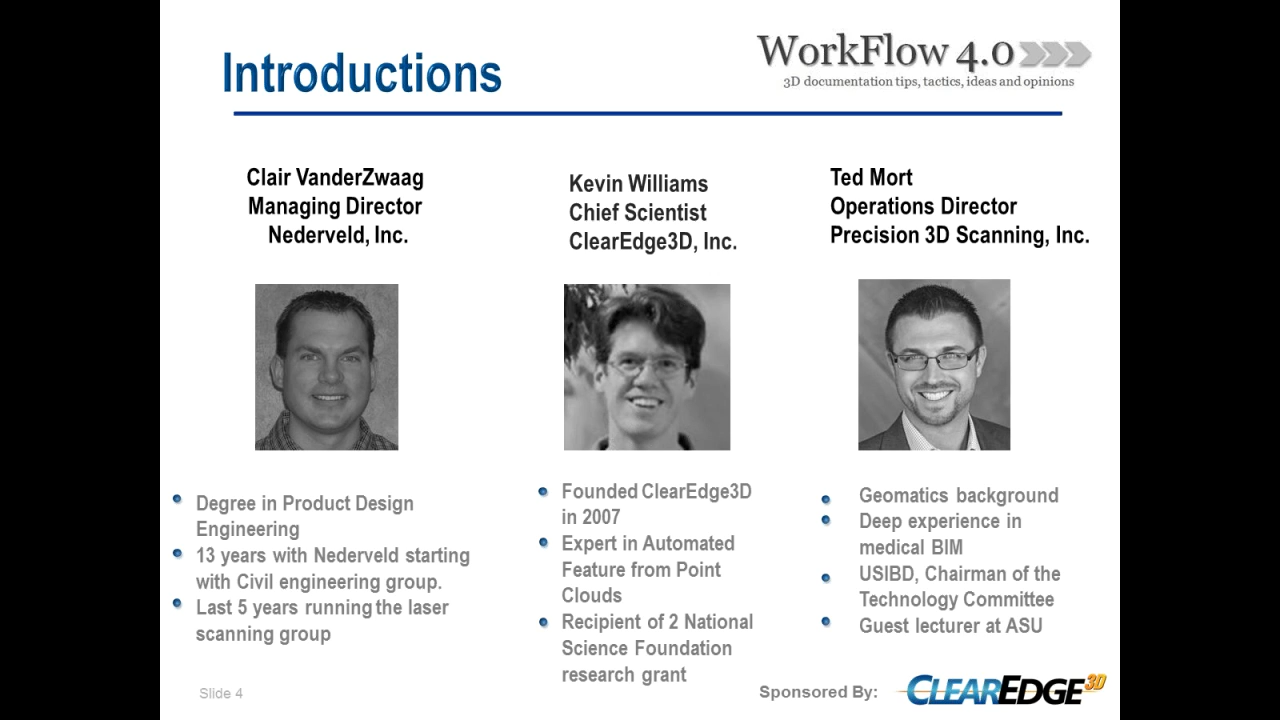 Introductions
WorkFlow 4.0
3D documentation tips, tactics, ideas and opinions
Clair VanderZwaag
Managing Director
Nederveld, Inc.
Kevin Williams
Chief Scientist
ClearEdge3D, Inc.
Ted Mort
Operations Director
Precision 3D Scanning, Inc.
Degree in Product Design
Engineering
13 years with Nederveld starting
with Civil engineering group.
Last 5 years running the laser
scanning group
Founded ClearEdge3D
in 2007
Expert in Automated
Feature from Point
Clouds
Recipient of 2 National
Science Foundation
research grant
Geomatics background
Deep experience in
medical BIM
USIBD, Chairman of the
Technology Committee
Guest lecturer at ASU
Slide 4
Sponsored By:
CLEAREDGE3D